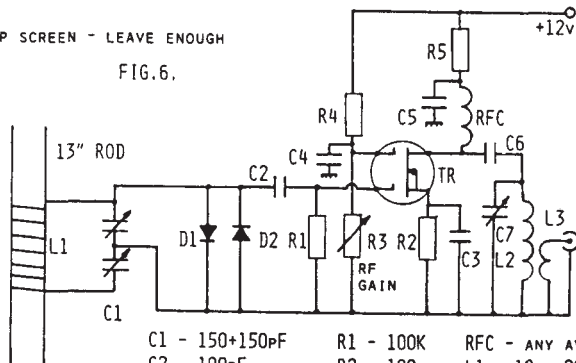 P SCREEN - LEAVE ENOUGH
FIG.6.
+12v
R5
R4
C5
RFC
13" ROD
C4
C6
C2
TR
L1
D1
D2
R1
R3
R2
C3
C7
L2
L3
RF
GAIN
C1
C1 - 150+150pF
R1 - 100K
RFC - ANY